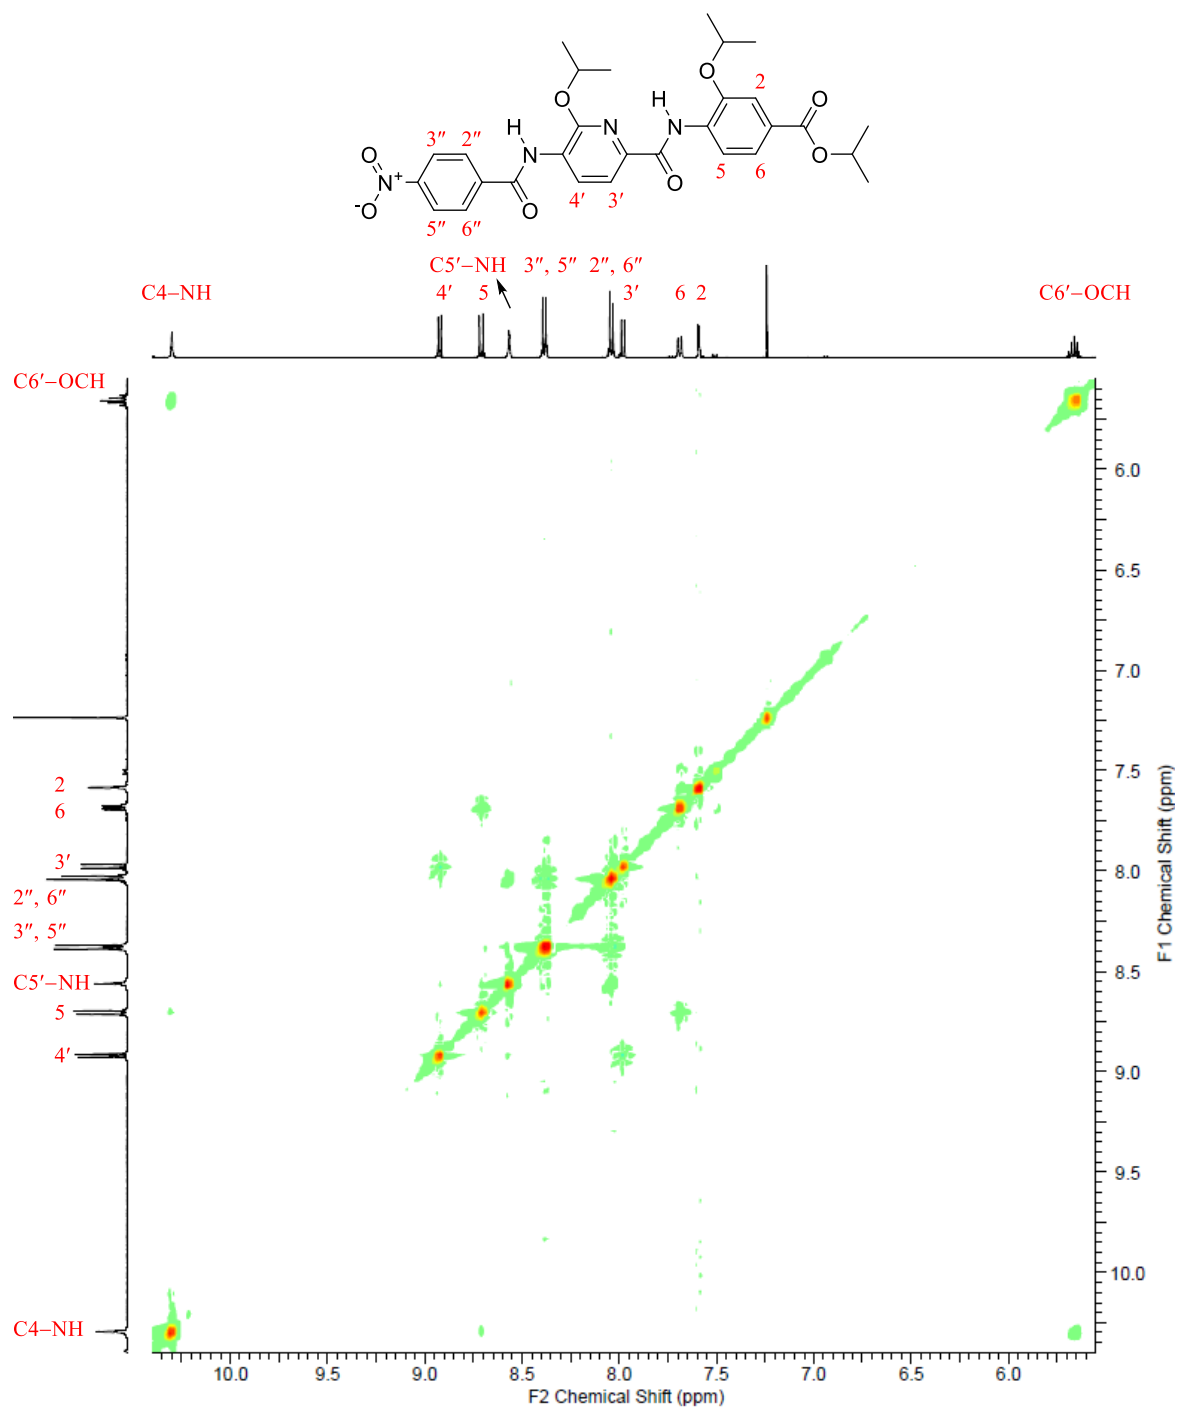 O
2
O
H
O
H
O
3″
2″
N
N
O
N
O
N
+
O
5
6
-O
O
4′
3′
5″
6″
C5′−NH
3″, 5″
2″, 6″
C4−NH
4′
5
3′
6
2
C6′−OCH
C6′−OCH
6.0
6.5
7.0
7.5
2
6
3′
8.0
2″, 6″
3″, 5″
C5′−NH
8.5
5
4′
9.0
9.5
10.0
C4−NH
F1 Chemical Shift (ppm)
10.0 9.5 9.0 8.5 8.0 7.5 7.0 6.5 6.0
F2 Chemical Shift (ppm)